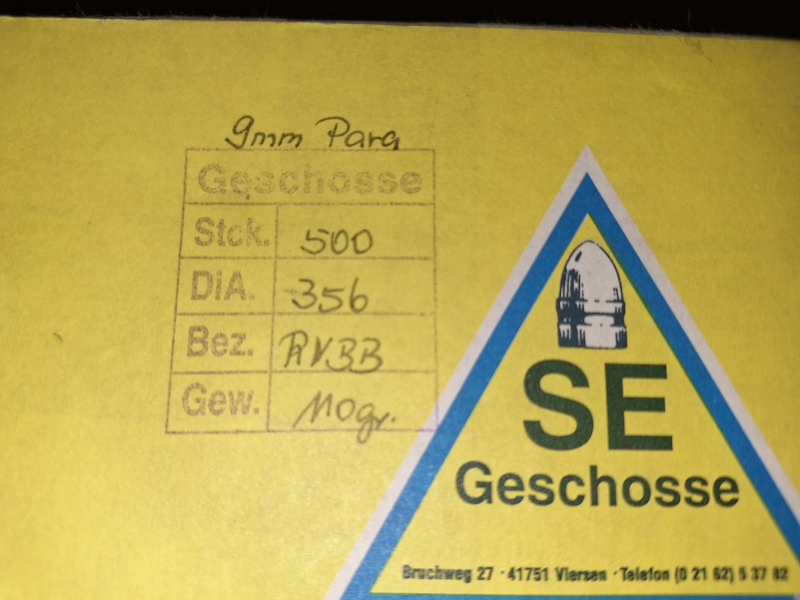 9mm Para
Geschosse
Stck. 500
DiA. 356
Bez. RVBB
Gew. 110gr.
SE
Geschosse
Bruchweg 27 · 41751 Viersen · Telefon (0 21 62) 5 37 82